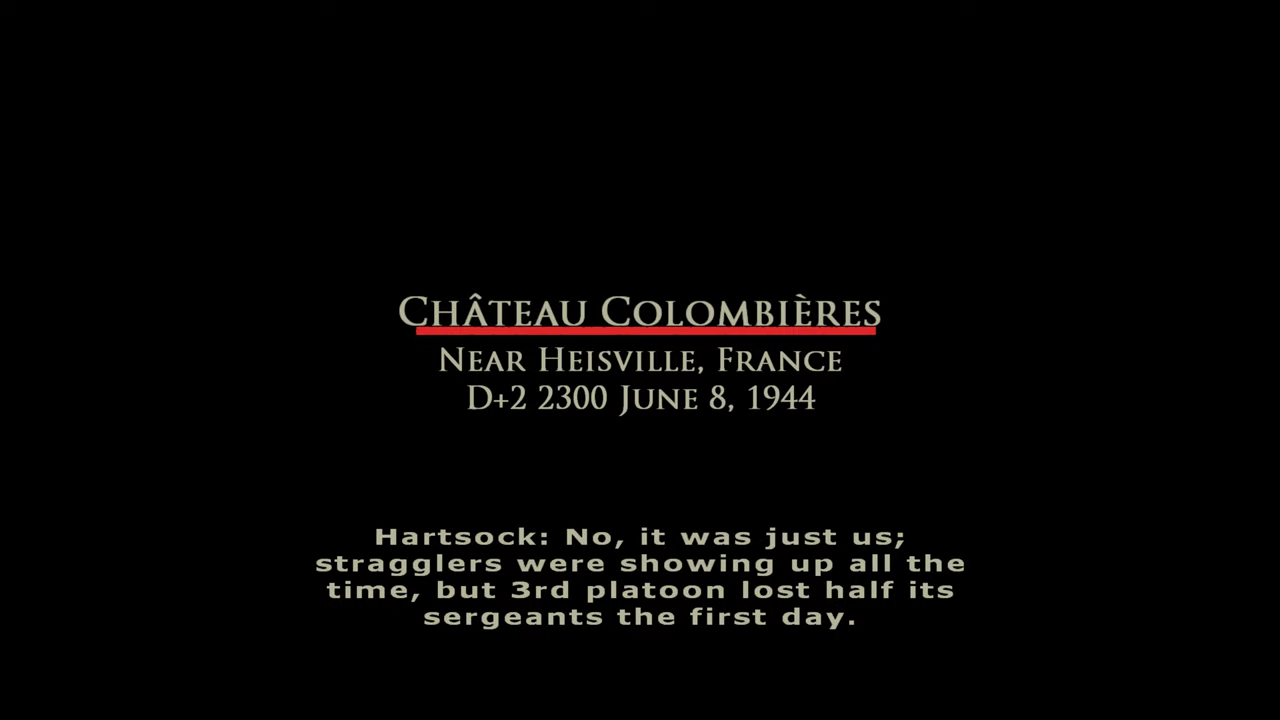 Château Colombières
Near Heisville, France
D+2 2300 June 8, 1944
Hartsock: No, it was just us;
stragglers were showing up all the
time, but 3rd platoon lost half its
sergeants the first day.